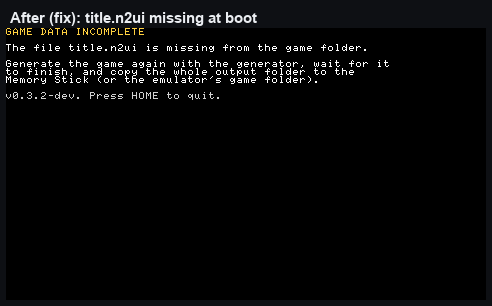 After (fix): title.n2ui missing at boot
GAME DATA INCOMPLETE
The file title.n2ui is missing from the game folder.
Generate the game again with the generator, wait for it
to finish, and copy the whole output folder to the
Memory Stick (or the emulator's game folder).
v0.3.2-dev. Press HOME to quit.